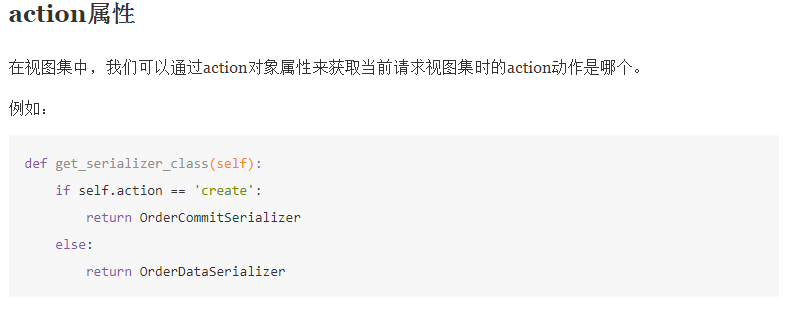 action属性
在视图集中，我们可以通过action对象属性来获取当前请求视图集时的action动作是哪个。
例如：
def get_serializer_class(self):
    if self.action == 'create':
        return OrderCommitSerializer
    else:
        return OrderDataSerializer